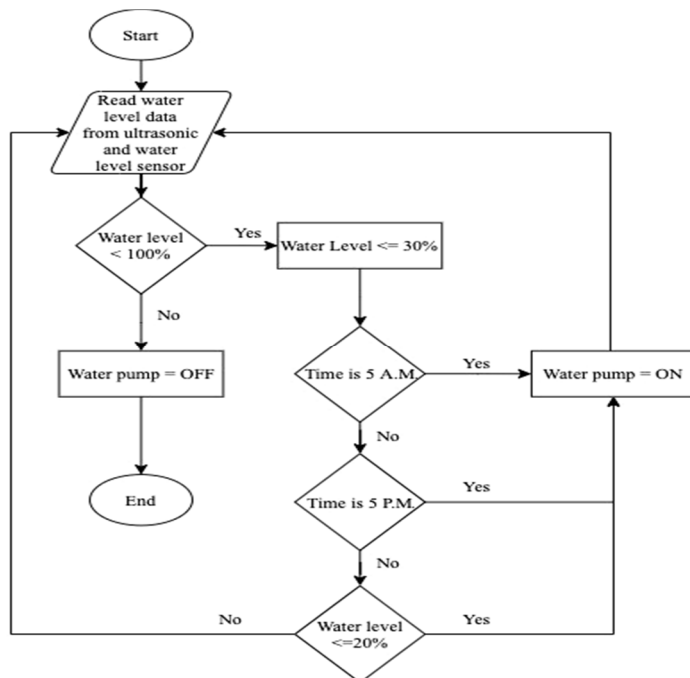 Start
Read water
level data
from ultrasonic
and water
level sensor
Water level
< 100%
Yes
Water Level <= 30%
No
Water pump = OFF
End
Time is 5 A.M.
Yes
Water pump = ON
No
Time is 5 P.M.
Yes
No
Water level
<=20%
Yes
No